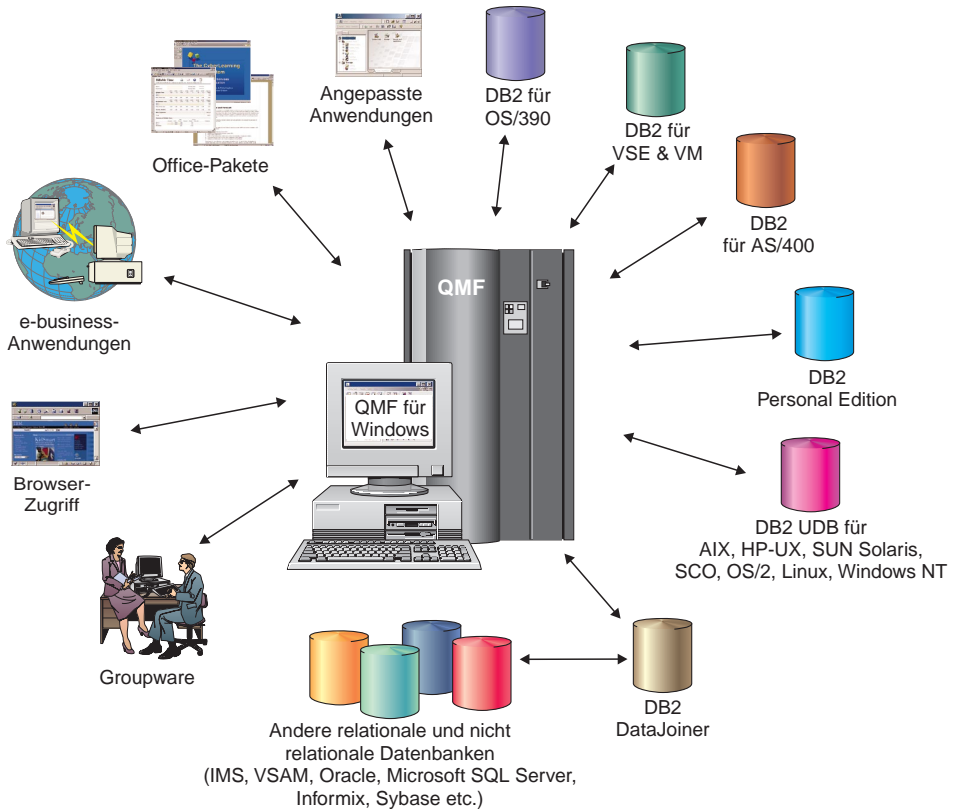 Angepasste
Anwendungen
DB2 für
OS/390
DB2 für
VSE & VM
Office-Pakete
DB2
für AS/400
QMF
e-business-
Anwendungen
DB2
Personal Edition
QMF für
Windows
Browser-
Zugriff
DB2 UDB für
AIX, HP-UX, SUN Solaris,
SCO, OS/2, Linux, Windows NT
Groupware
DB2
DataJoiner
Andere relationale und nicht
relationale Datenbanken
(IMS, VSAM, Oracle, Microsoft SQL Server,
Informix, Sybase etc.)